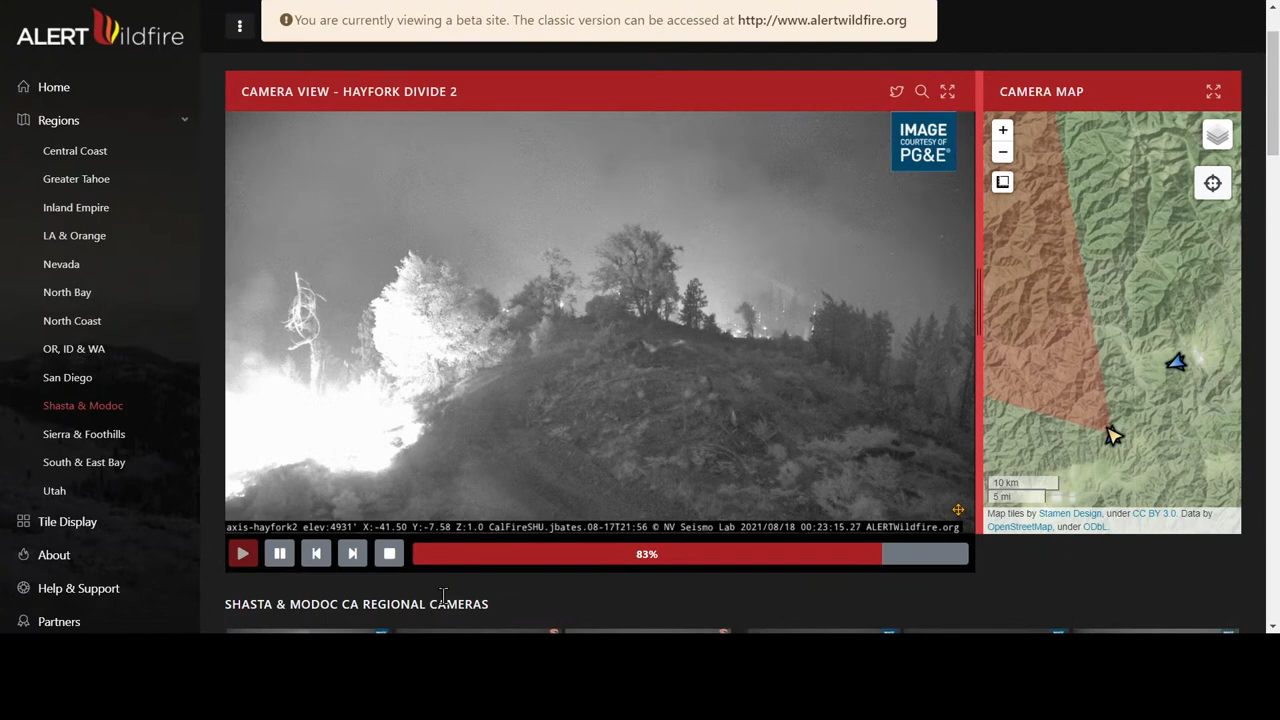 You are currently viewing a beta site. The classic version can be accessed at http://www.alertwildfire.org
ALERT Wildfire
Home
Regions
Central Coast
Greater Tahoe
Inland Empire
LA & Orange
Nevada
North Bay
North Coast
OR, ID & WA
San Diego
Shasta & Modoc
Sierra & Foothills
South & East Bay
Utah
Tile Display
About
Help & Support
Partners
CAMERA VIEW - HAYFORK DIVIDE 2
IMAGE
COURTESY OF
PG&E®
axis-hayfork2 elev:4931' X:-41.50 Y:-7.58 Z:1.0 CalFireSHU.jbates.08-17T21:56 © NV Seismo Lab 2021/08/18 00:23:15.27 ALERTWildfire.org
83%
CAMERA MAP
+
−
10 km
5 mi
Map tiles by Stamen Design, under CC BY 3.0. Data by
OpenStreetMap, under ODbL.
SHASTA & MODOC CA REGIONAL CAMERAS